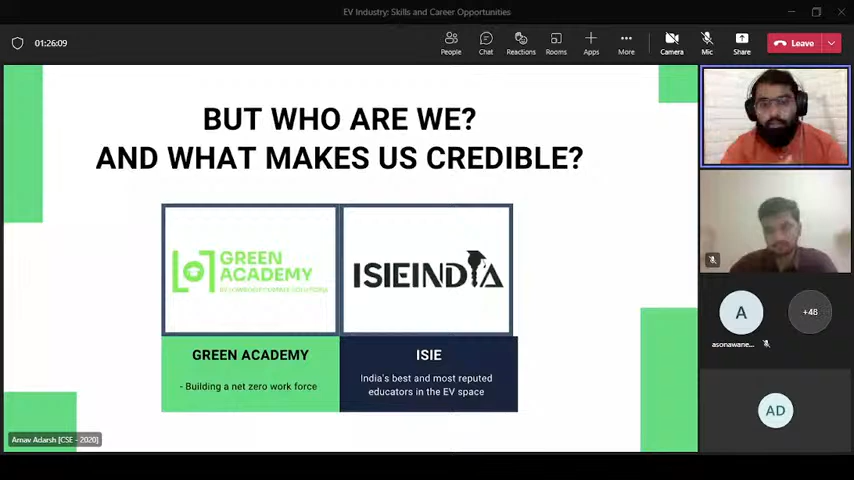 EV Industry: Skills and Career Opportunities
01:26:09
People
Chat
Reactions
Rooms
Apps
More
Camera
Mic
Share
Leave
BUT WHO ARE WE?
AND WHAT MAKES US CREDIBLE?
GREEN
ACADEMY
ISIEINDIA
GREEN ACADEMY
- Building a net zero work force
ISIE
India's best and most reputed
educators in the EV space
A
+48
asonawane...
AD
Arnav Adarsh [CSE - 2020]